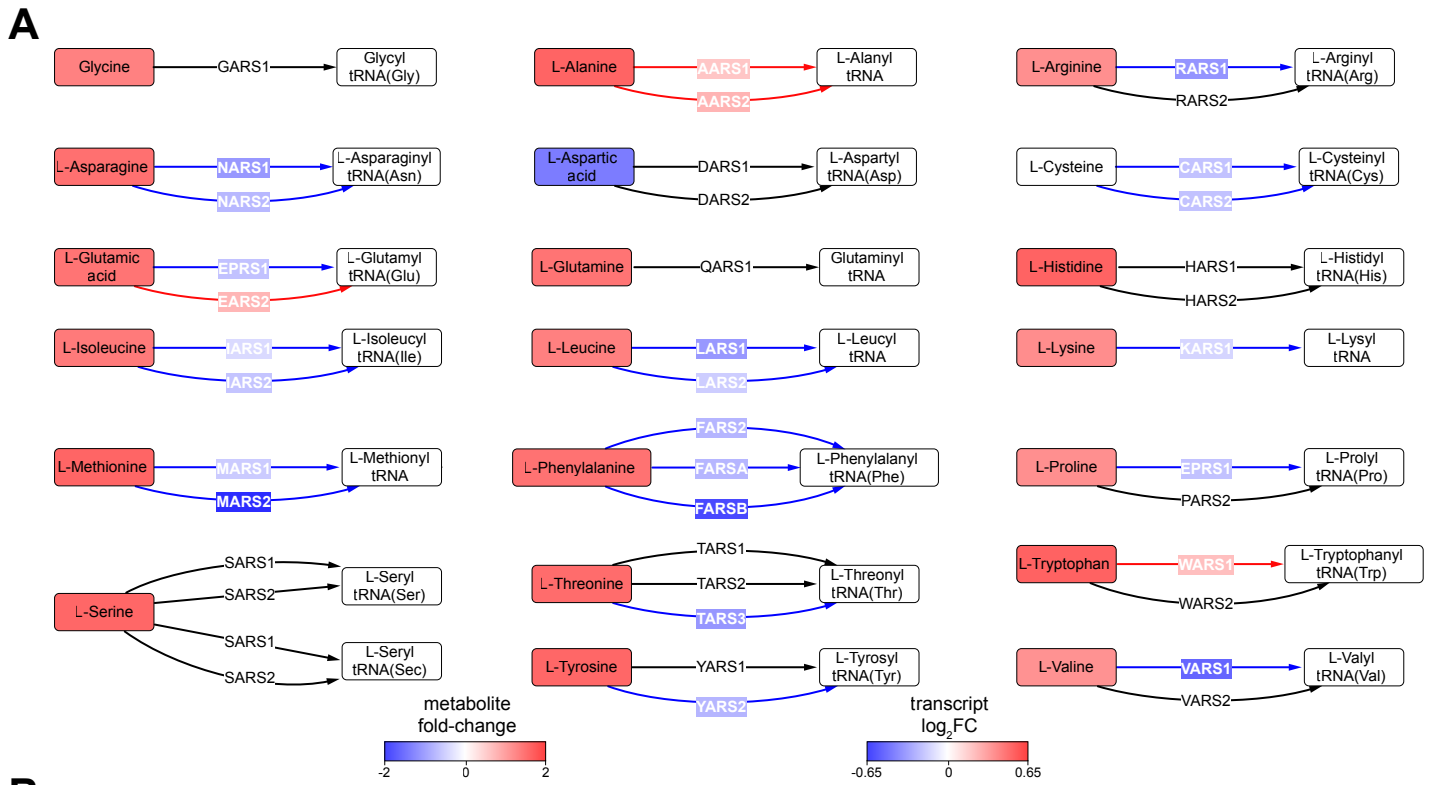 A
Glycine
GARS1
Glycyl
tRNA(Gly)
L-Alanine
AARS1
AARS2
L-Alanyl
tRNA
L-Arginine
RARS1
RARS2
L-Arginyl
tRNA(Arg)
L-Asparagine
NARS1
NARS2
L-Asparaginyl
tRNA(Asn)
L-Aspartic
acid
DARS1
DARS2
L-Aspartyl
tRNA(Asp)
L-Cysteine
CARS1
CARS2
L-Cysteinyl
tRNA(Cys)
L-Glutamic
acid
EPRS1
EARS2
L-Glutamyl
tRNA(Glu)
L-Glutamine
QARS1
Glutaminyl
tRNA
L-Histidine
HARS1
HARS2
L-Histidyl
tRNA(His)
L-Isoleucine
IARS1
IARS2
L-Isoleucyl
tRNA(Ile)
L-Leucine
LARS1
LARS2
L-Leucyl
tRNA
L-Lysine
KARS1
L-Lysyl
tRNA
L-Methionine
MARS1
MARS2
L-Methionyl
tRNA
L-Phenylalanine
FARS2
FARSA
FARSB
L-Phenylalanyl
tRNA(Phe)
L-Proline
EPRS1
PARS2
L-Prolyl
tRNA(Pro)
L-Serine
SARS1
SARS2
L-Seryl
tRNA(Ser)
SARS1
SARS2
L-Seryl
tRNA(Sec)
L-Threonine
TARS1
TARS2
TARS3
L-Threonyl
tRNA(Thr)
L-Tryptophan
WARS1
WARS2
L-Tryptophanyl
tRNA(Trp)
L-Tyrosine
YARS1
YARS2
L-Tyrosyl
tRNA(Tyr)
L-Valine
VARS1
VARS2
L-Valyl
tRNA(Val)
metabolite
fold-change
-2 0 2
transcript
log2FC
-0.65 0 0.65